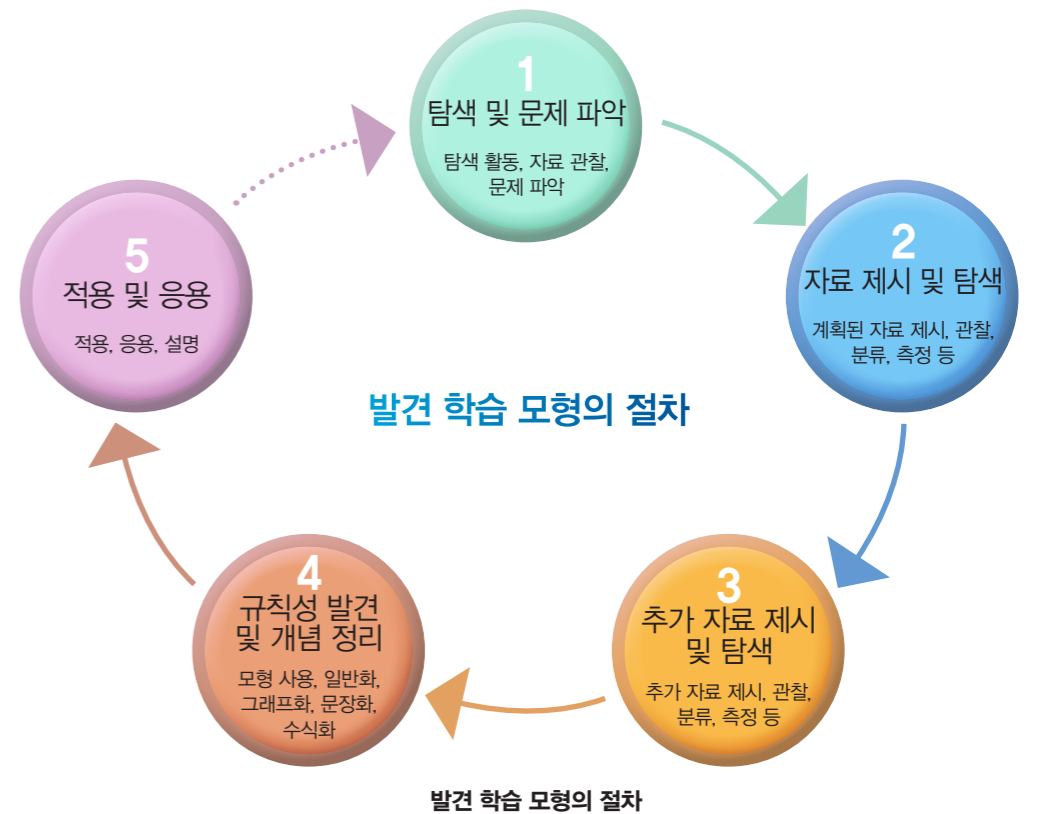 1
탐색 및 문제 파악
탐색 활동, 자료 관찰,
문제 파악
2
자료 제시 및 탐색
계획된 자료 제시, 관찰,
분류, 측정 등
3
추가 자료 제시
및 탐색
추가 자료 제시, 관찰,
분류, 측정 등
4
규칙성 발견
및 개념 정리
모형 사용, 일반화,
그래프화, 문장화,
수식화
5
적용 및 응용
적용, 응용, 설명
발견 학습 모형의 절차
발견 학습 모형의 절차